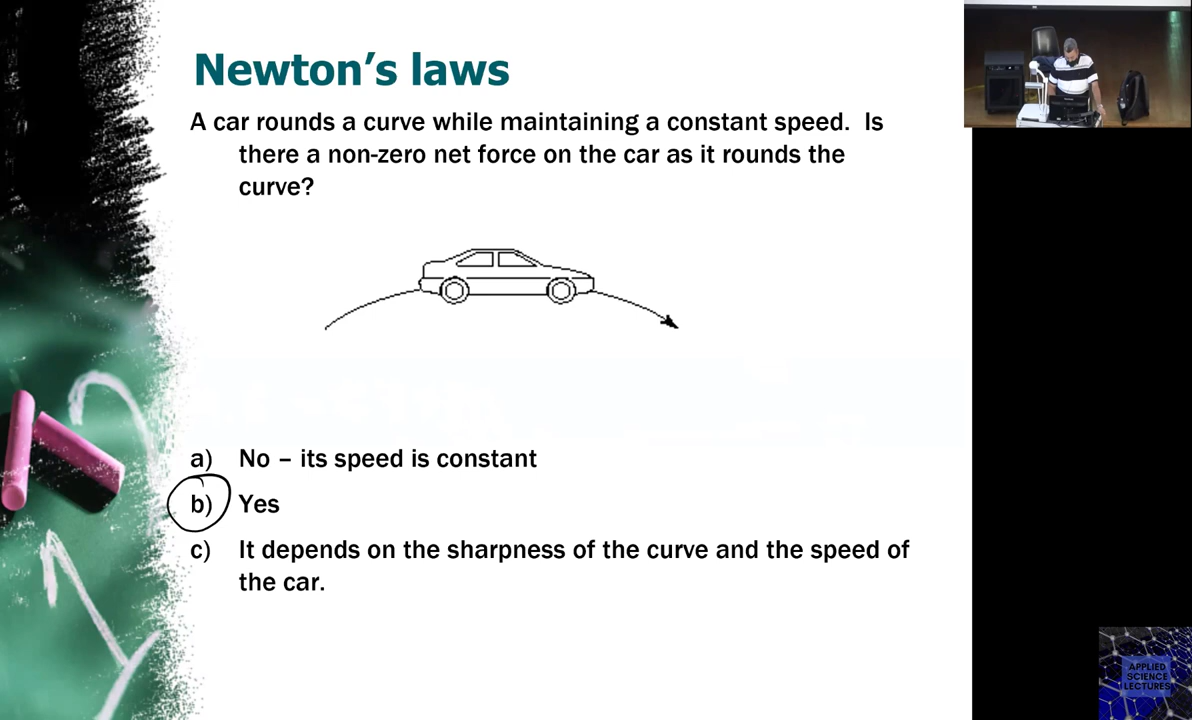 Newton's laws
A car rounds a curve while maintaining a constant speed. Is
there a non-zero net force on the car as it rounds the
curve?
a) No – its speed is constant
b) Yes
c) It depends on the sharpness of the curve and the speed of
the car.
APPLIED
SCIENCE
LECTURES